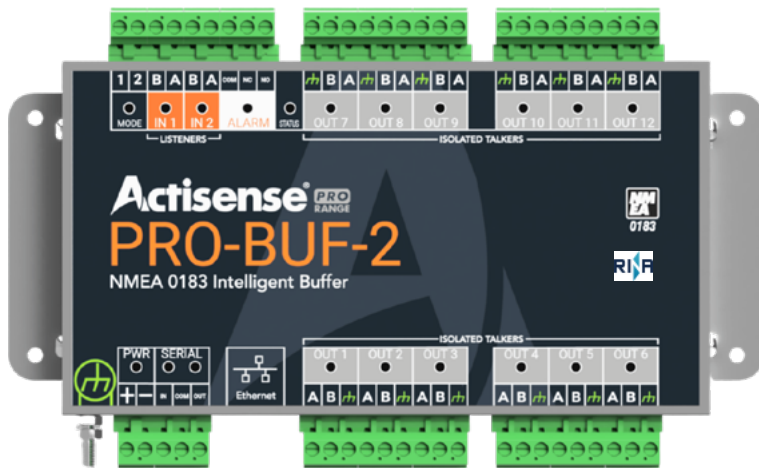 1 2 B A B A COM NC NO B A B A B A B A B A B A
MODE IN 1 IN 2 ALARM STATUS OUT 7 OUT 8 OUT 9 OUT 10 OUT 11 OUT 12
LISTENERS ISOLATED TALKERS
Actisense® PRO RANGE
NMEA 0183
PRO-BUF-2
RINA
NMEA 0183 Intelligent Buffer
ISOLATED TALKERS
PWR SERIAL OUT 1 OUT 2 OUT 3 OUT 4 OUT 5 OUT 6
+ − IN COM OUT Ethernet A B A B A B A B A B A B